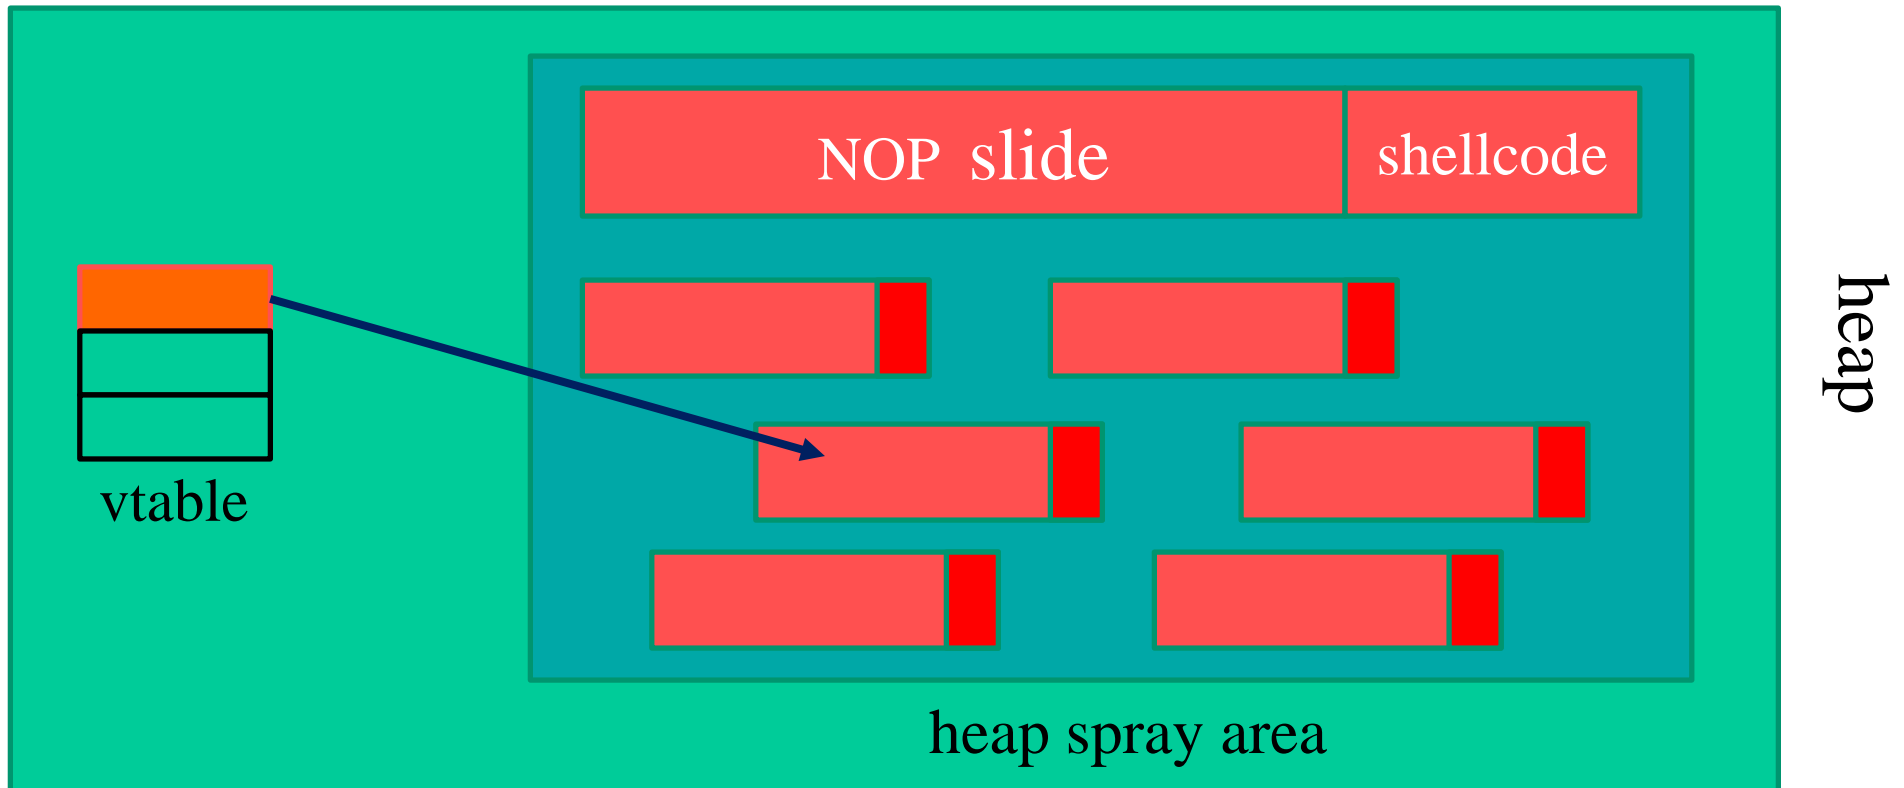 NOP slide
shellcode
vtable
heap spray area
heap